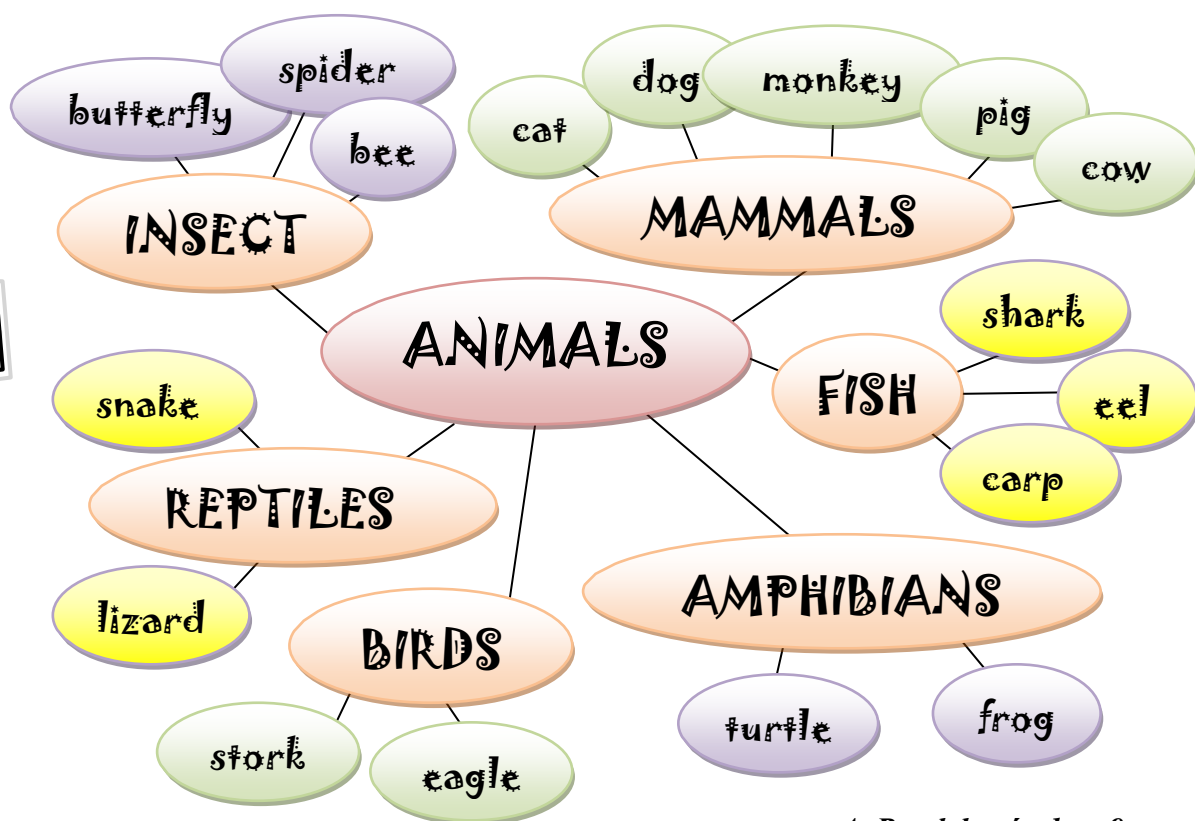 spider
butterfly
bee
INSECT
dog
monkey
cat
pig
cow
MAMMALS
ANIMALS
shark
FISH
eel
carp
snake
REPTILES
lizard
BIRDS
stork
eagle
AMPHIBIANS
turtle
frog